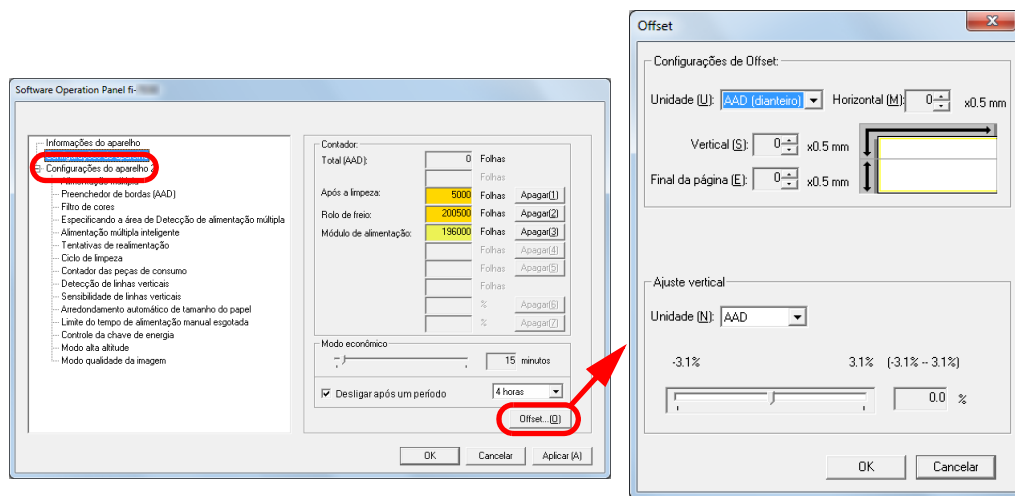 Software Operation Panel fi-
Informações do aparelho
Configurações do aparelho 2
Preenchedor de bordas (AAD)
Filtro de cores
Especificando a área de Detecção de alimentação múltipla
Alimentação múltipla inteligente
Tentativas de realimentação
Ciclo de limpeza
Contador das peças de consumo
Detecção de linhas verticais
Sensibilidade de linhas verticais
Arredondamento automático de tamanho do papel
Limite do tempo de alimentação manual esgotada
Controle da chave de energia
Modo alta altitude
Modo qualidade da imagem
Contador:
Total (AAD): 0 Folhas
Folhas
Após a limpeza: 5000 Folhas Apagar(1)
Rolo de freio: 200500 Folhas Apagar(2)
Módulo de alimentação: 196000 Folhas Apagar(3)
Folhas Apagar(4)
Folhas Apagar(5)
Folhas
% Apagar(6)
% Apagar(7)
Modo econômico
15 minutos
Desligar após um período 4 horas
Offset...(O)
OK Cancelar Aplicar (A)
Offset
Configurações de Offset:
Unidade (U): AAD (dianteiro) Horizontal (M): 0 x0.5 mm
Vertical (S): 0 x0.5 mm
Final da página (E): 0 x0.5 mm
Ajuste vertical
Unidade (N): AAD
-3.1% 3.1% (-3.1% -- 3.1%)
0.0 %
OK Cancelar